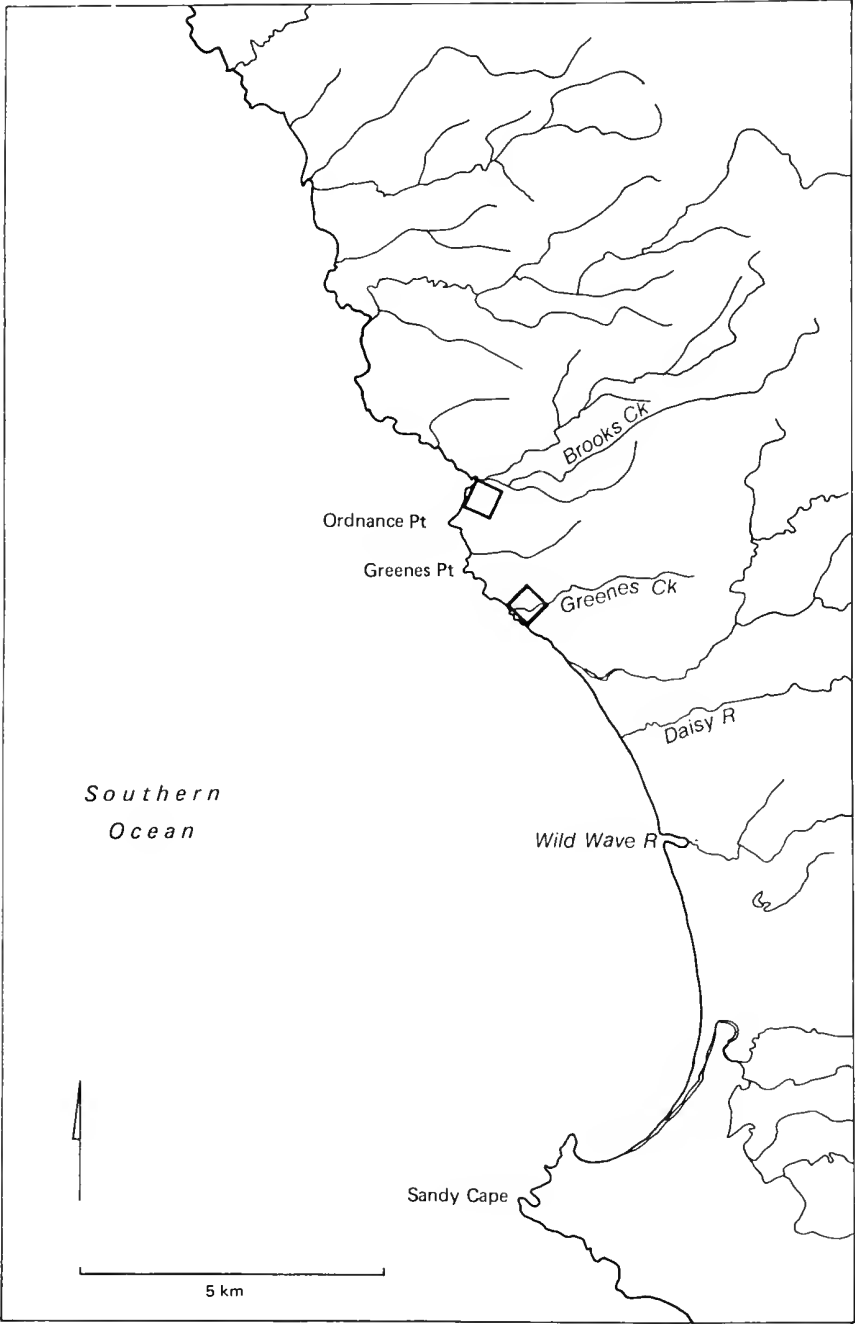 Brooks Ck
Ordnance Pt
Greenes Pt
Greenes Ck
Daisy R
Southern
Ocean
Wild Wave R
Sandy Cape
5 km